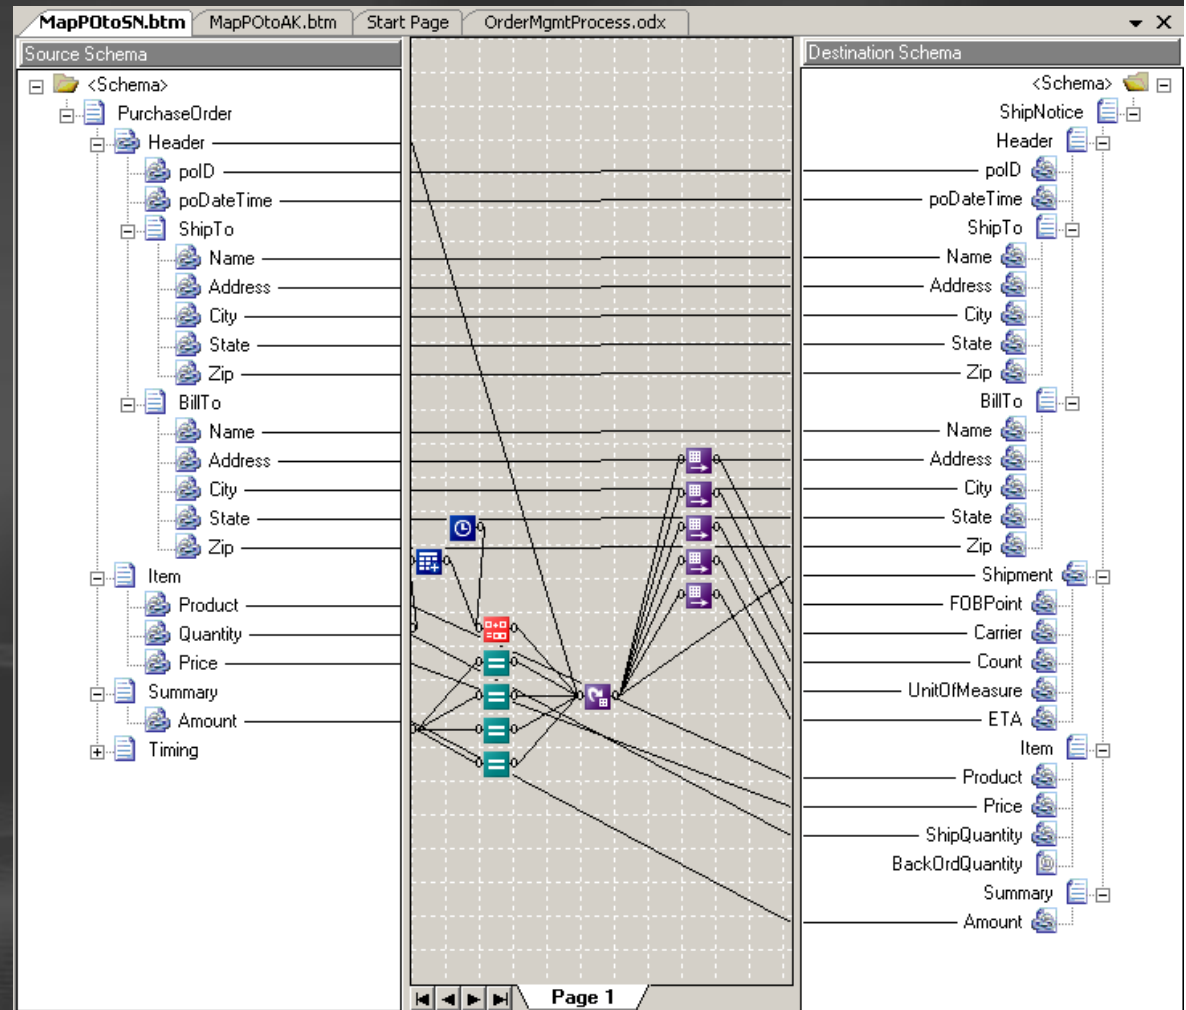 MapPOtoSN.btm MapPOtoAK.btm Start Page OrderMgmtProcess.odx
Source Schema
<Schema>
PurchaseOrder
Header
poID
poDateTime
ShipTo
Name
Address
City
State
Zip
BillTo
Name
Address
City
State
Zip
Item
Product
Quantity
Price
Summary
Amount
Timing
Page 1
Destination Schema
<Schema>
ShipNotice
Header
poID
poDateTime
ShipTo
Name
Address
City
State
Zip
BillTo
Name
Address
City
State
Zip
Shipment
FOBPoint
Carrier
Count
UnitOfMeasure
ETA
Item
Product
Price
ShipQuantity
BackOrdQuantity
Summary
Amount